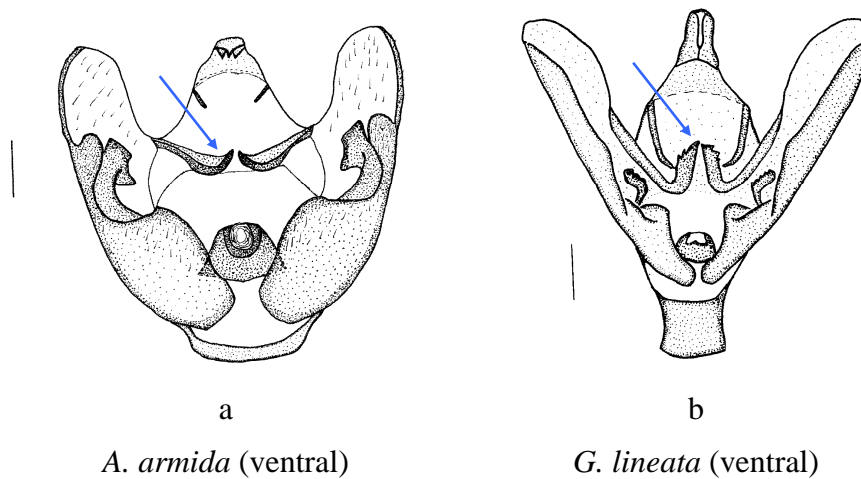 a
b
A. armida (ventral)
G. lineata (ventral)